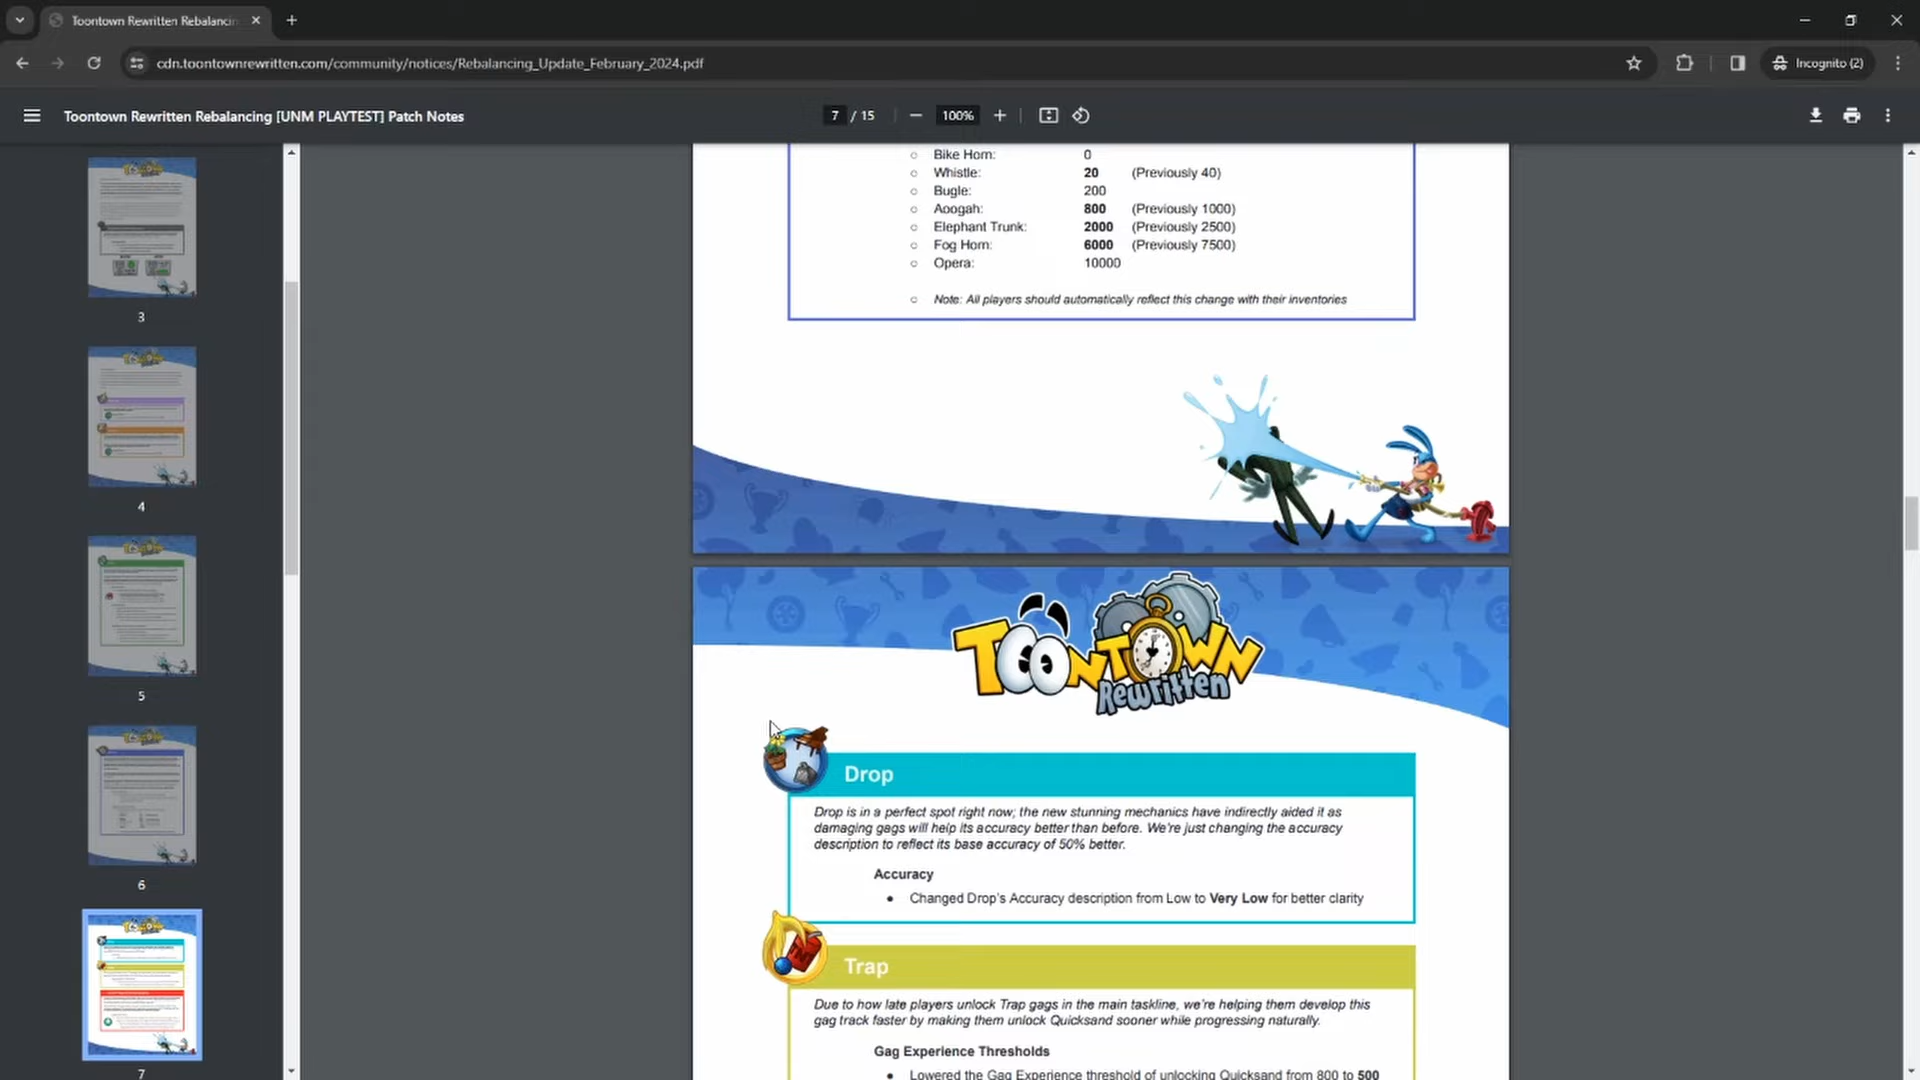 Toontown Rewritten Rebalancin
cdn.toontownrewritten.com/community/notices/Rebalancing_Update_February_2024.pdf
Incognito (2)
Toontown Rewritten Rebalancing [UNM PLAYTEST] Patch Notes
7 / 15
100%
3
4
5
6
7
Bike Horn: 0
Whistle: 20 (Previously 40)
Bugle: 200
Aoogah: 800 (Previously 1000)
Elephant Trunk: 2000 (Previously 2500)
Fog Horn: 6000 (Previously 7500)
Opera: 10000
Note: All players should automatically reflect this change with their inventories
TOONTOWN
Rewritten
Drop
Drop is in a perfect spot right now; the new stunning mechanics have indirectly aided it as
damaging gags will help its accuracy better than before. We're just changing the accuracy
description to reflect its base accuracy of 50% better.
Accuracy
Changed Drop's Accuracy description from Low to Very Low for better clarity
Trap
Due to how late players unlock Trap gags in the main taskline, we're helping them develop this
gag track faster by making them unlock Quicksand sooner while progressing naturally.
Gag Experience Thresholds
Lowered the Gag Experience threshold of unlocking Quicksand from 800 to 500